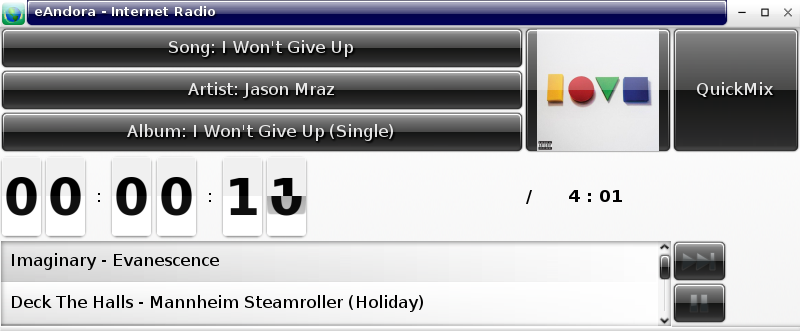 eAndora - Internet Radio
Song: I Won't Give Up
Artist: Jason Mraz
Album: I Won't Give Up (Single)
QuickMix
00 : 00 : 1
/ 4 : 01
Imaginary - Evanescence
Deck The Halls - Mannheim Steamroller (Holiday)